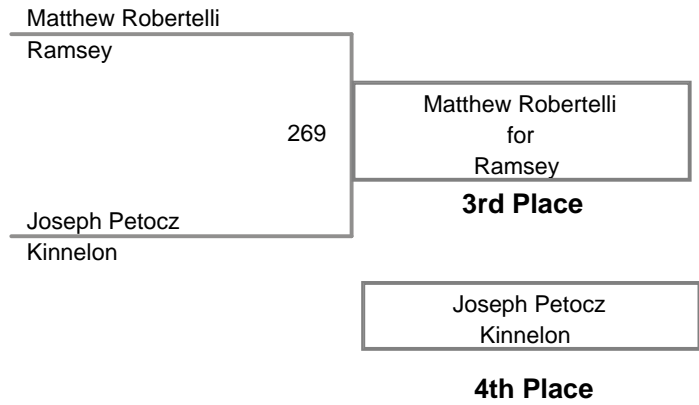 Matthew Robertelli
Ramsey
269
Matthew Robertelli
for
Ramsey
3rd Place
Joseph Petocz
Kinnelon
Joseph Petocz
Kinnelon
4th Place